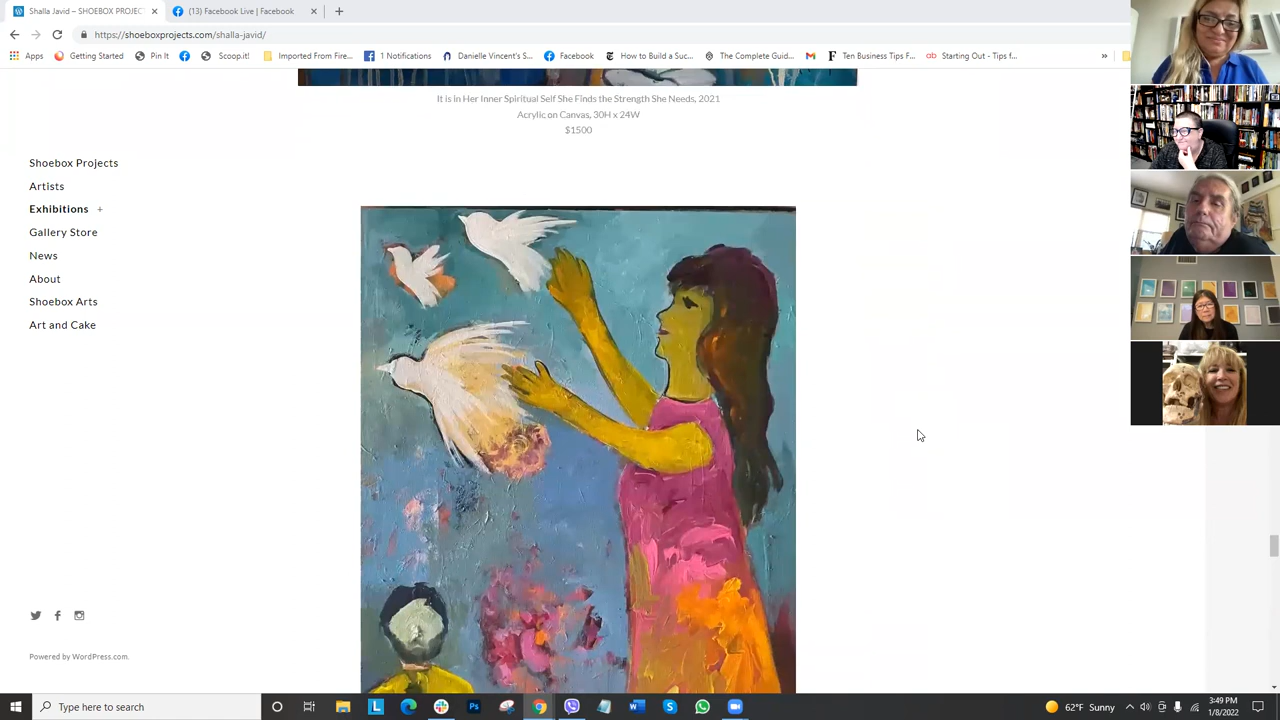 Shalla Javid – SHOEBOX PROJEC
(13) Facebook Live | Facebook
https://shoeboxprojects.com/shalla-javid/
Apps
Getting Started
Pin It
Scoop.it!
Imported From Fire...
1 Notifications
Danielle Vincent's S...
Facebook
How to Build a Suc...
The Complete Guid...
Ten Business Tips F...
Starting Out - Tips f...
»
It is in Her Inner Spiritual Self She Finds the Strength She Needs, 2021
Acrylic on Canvas, 30H x 24W
$1500
Shoebox Projects
Artists
Exhibitions +
Gallery Store
News
About
Shoebox Arts
Art and Cake
Powered by WordPress.com.
Type here to search
62°F Sunny
3:49 PM
1/8/2022